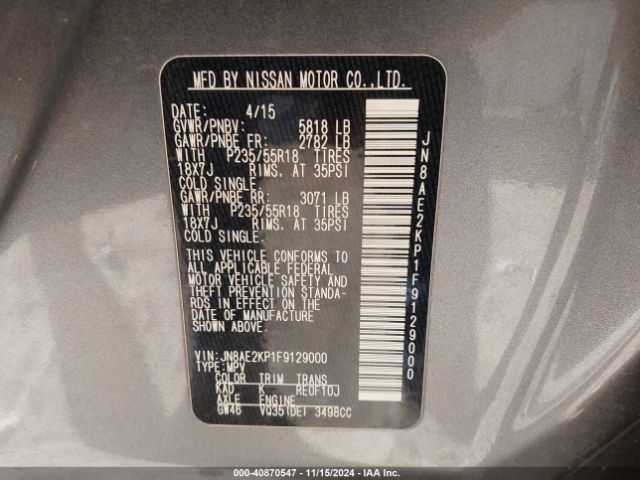 MFD BY NISSAN MOTOR CO.,LTD.
DATE: 4/15
GVWR/PNBV: 5818 LB
GAWR/PNBE FR: 2782 LB
WITH P235/55R18 TIRES
18X7J RIMS. AT 35PSI
COLD SINGLE.
GAWR/PNBE RR: 3071 LB
WITH P235/55R18 TIRES
18X7J RIMS. AT 35PSI
COLD SINGLE.
THIS VEHICLE CONFORMS TO
ALL APPLICABLE FEDERAL
MOTOR VEHICLE SAFETY AND
THEFT PREVENTION STANDA-
RDS IN EFFECT ON THE
DATE OF MANUFACTURE
SHOWN ABOVE.
VIN:JN8AE2KP1F9129000
TYPE:MPV
COLOR TRIM TRANS
KAD K RE0FTOJ
AXLE ENGINE
GW46 VQ35(DE) 3498CC
JN8AE2KP1F9129000
000-40870547 - 11/15/2024 - IAA Inc.